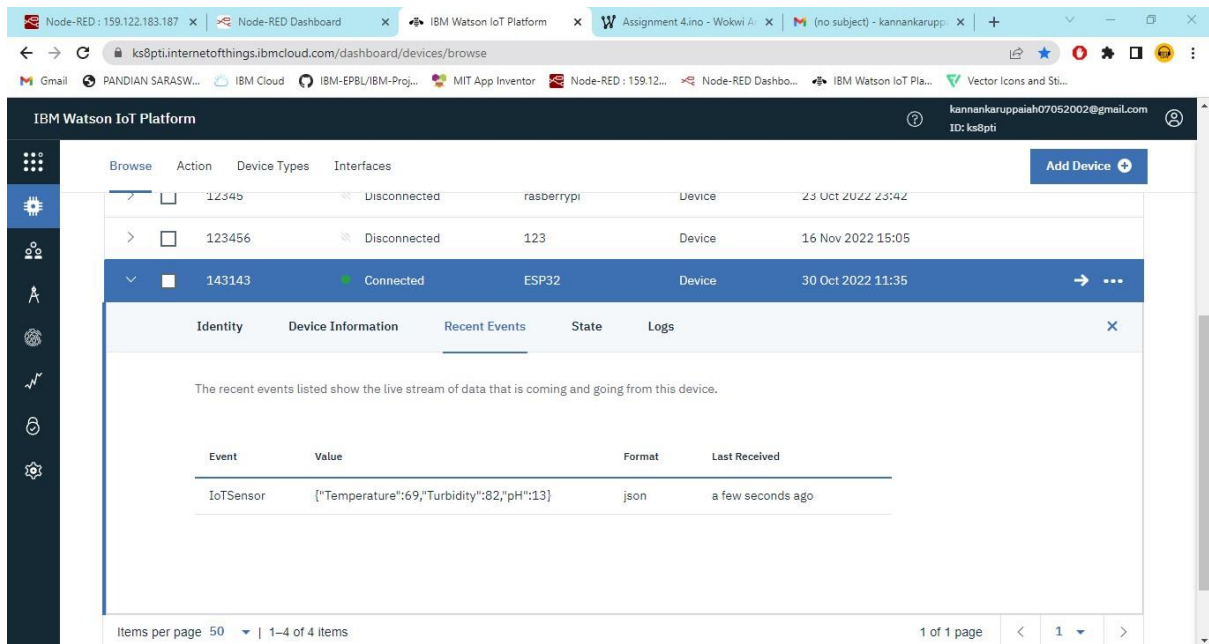 Node-RED : 159.122.183.187
Node-RED Dashboard
IBM Watson IoT Platform
Assignment 4.ino - Wokwi A
(no subject) - kannankarupp
ks8pti.internetofthings.ibmcloud.com/dashboard/devices/browse
Gmail PANDIAN SARASW... IBM Cloud IBM-EPBL/IBM-Proj... MIT App Inventor Node-RED : 159.12... Node-RED Dashbo... IBM Watson IoT Pla... Vector Icons and Sti...
IBM Watson IoT Platform
kannankaruppaiah07052002@gmail.com
ID: ks8pti
Browse Action Device Types Interfaces
Add Device
12345 Disconnected rasberrypi Device 23 Oct 2022 23:42
123456 Disconnected 123 Device 16 Nov 2022 15:05
143143 Connected ESP32 Device 30 Oct 2022 11:35
Identity Device Information Recent Events State Logs
The recent events listed show the live stream of data that is coming and going from this device.
Event Value Format Last Received
IoTSensor {"Temperature":69,"Turbidity":82,"pH":13} json a few seconds ago
Items per page 50 | 1–4 of 4 items
1 of 1 page 1